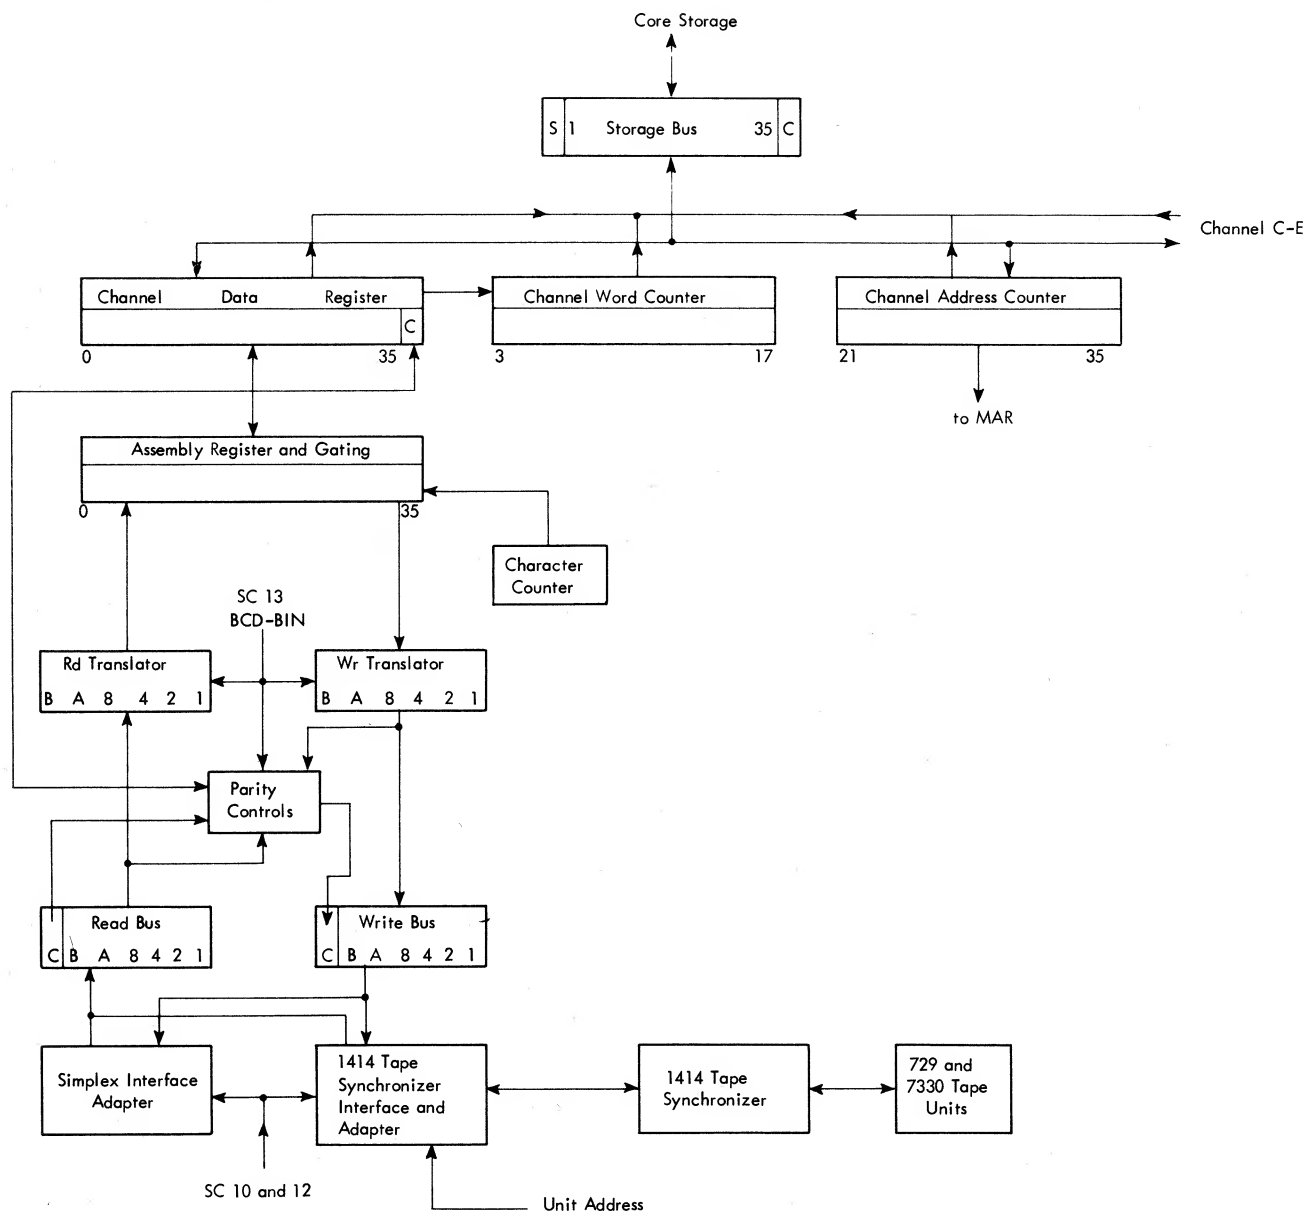 Core Storage
S 1 Storage Bus 35 C
Channel C-E
Channel Data Register
C
0 35
Channel Word Counter
3 17
Channel Address Counter
21 35
to MAR
Assembly Register and Gating
0 35
Character
Counter
SC 13
BCD-BIN
Rd Translator
B A 8 4 2 1
Wr Translator
B A 8 4 2 1
Parity
Controls
Read Bus
C B A 8 4 2 1
Write Bus
C B A 8 4 2 1
Simplex Interface
Adapter
1414 Tape
Synchronizer
Interface and
Adapter
1414 Tape
Synchronizer
729 and
7330 Tape
Units
SC 10 and 12
Unit Address